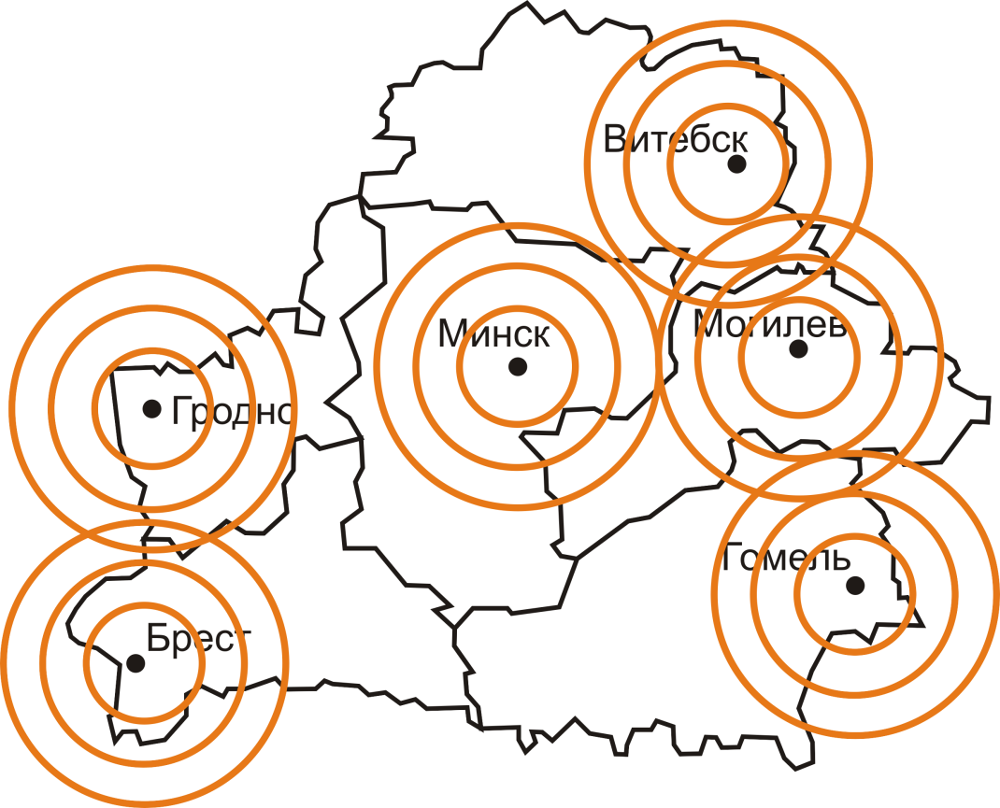 Витебск
Могилев
Минск
Гродно
Гомель
Брест